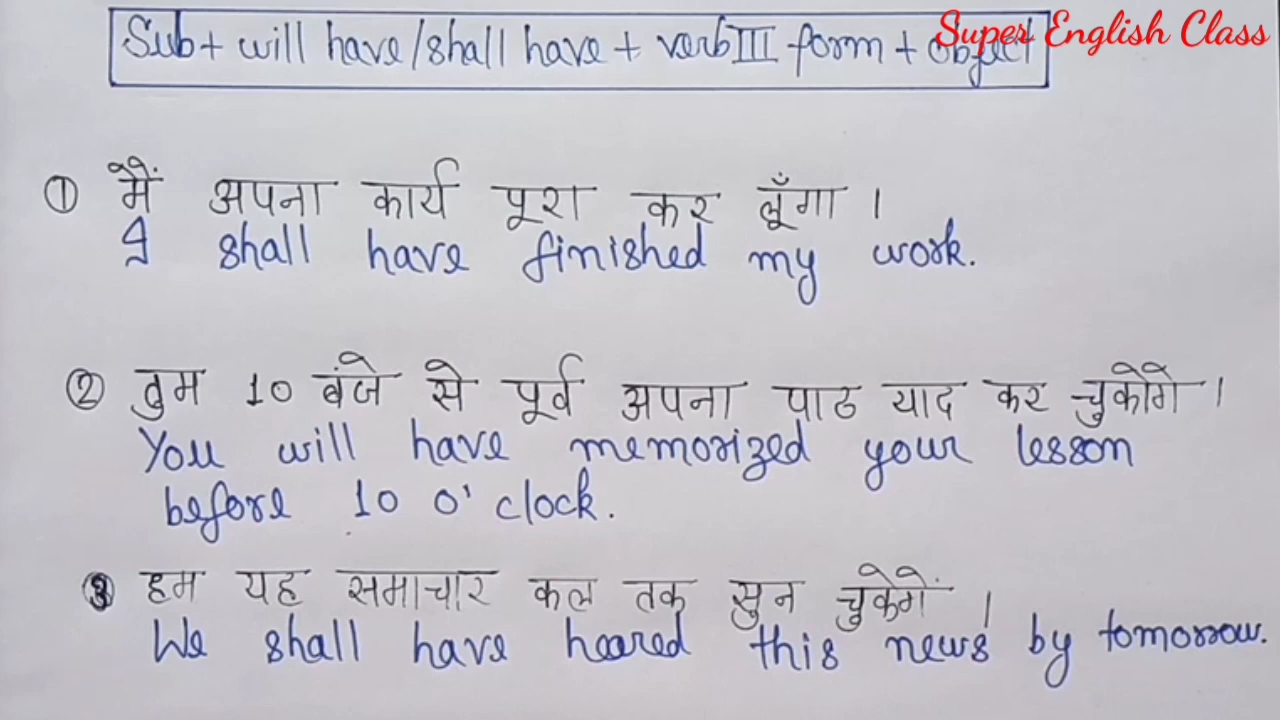 Super English Class
Sub + will have/shall have + verb III form + object
① मैं अपना कार्य पूरा कर लूँगा ।
I shall have finished my work.
② तुम 10 बंजे से पूर्व अपना पाठ याद कर चुकोगे ।
You will have memorized your lesson
before 10 o'clock.
③ हम यह समाचार कल तक सुन चुकेगें ।
We shall have heared this news by tomorrow.